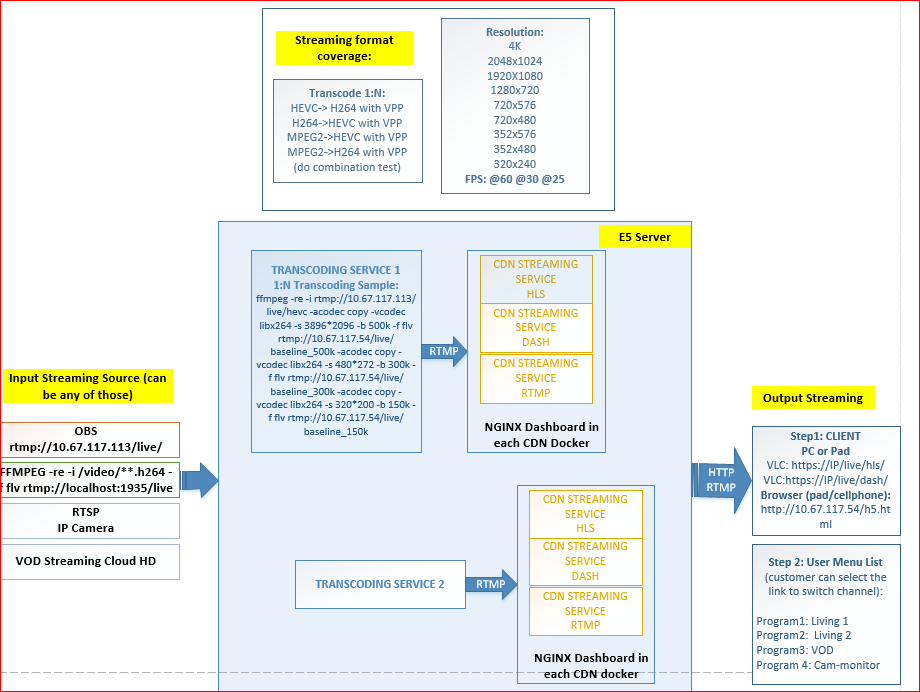 Streaming format
coverage:
Transcode 1:N:
HEVC-> H264 with VPP
H264->HEVC with VPP
MPEG2->HEVC with VPP
MPEG2->H264 with VPP
(do combination test)
Resolution:
4K
2048x1024
1920X1080
1280x720
720x576
720x480
352x576
352x480
320x240
FPS: @60 @30 @25
E5 Server
Input Streaming Source (can
be any of those)
OBS
rtmp://10.67.117.113/live/
FFMPEG -re -i /video/**.h264 -
f flv rtmp://localhost:1935/live
RTSP
IP Camera
VOD Streaming Cloud HD
TRANSCODING SERVICE 1
1:N Transcoding Sample:
ffmpeg -re -i rtmp://10.67.117.113/
live/hevc -acodec copy -vcodec
libx264 -s 3896*2096 -b 500k -f flv
rtmp://10.67.117.54/live/
baseline_500k -acodec copy -
vcodec libx264 -s 480*272 -b 300k -
f flv rtmp://10.67.117.54/live/
baseline_300k -acodec copy -
vcodec libx264 -s 320*200 -b 150k -
f flv rtmp://10.67.117.54/live/
baseline_150k
RTMP
CDN STREAMING
SERVICE
HLS
CDN STREAMING
SERVICE
DASH
CDN STREAMING
SERVICE
RTMP
NGINX Dashboard in
each CDN Docker
TRANSCODING SERVICE 2
RTMP
CDN STREAMING
SERVICE
HLS
CDN STREAMING
SERVICE
DASH
CDN STREAMING
SERVICE
RTMP
NGINX Dashboard in
each CDN docker
HTTP
RTMP
Output Streaming
Step1: CLIENT
PC or Pad
VLC: https://IP/live/hls/
VLC:https://IP/live/dash/
Browser (pad/cellphone):
http://10.67.117.54/h5.ht
ml
Step 2: User Menu List
(customer can select the
link to switch channel):
Program1: Living 1
Program2:  Living 2
Program3: VOD
Program 4: Cam-monitor